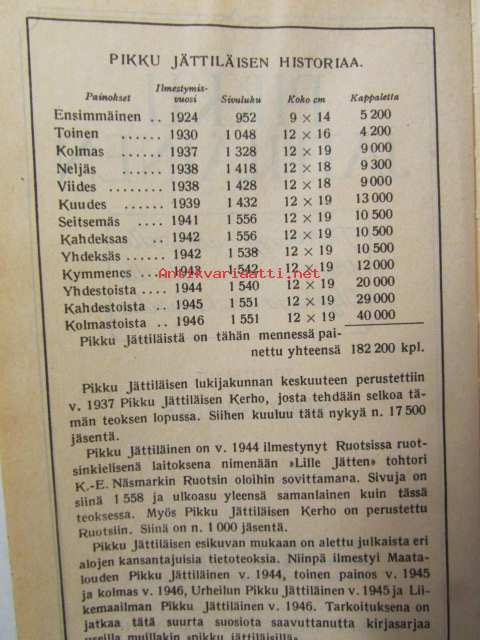 PIKKU JÄTTILÄISEN HISTORIAA.
Painokset Ilmestymis-vuosi Sivuluku Koko cm Kappaletta
Ensimmäinen .. 1924 952 9 × 14 5 200
Toinen ...... 1930 1 048 12 × 16 4 200
Kolmas ...... 1937 1 328 12 × 19 9 000
Neljäs ...... 1938 1 418 12 × 18 9 300
Viides ........ 1938 1 428 12 × 18 9 000
Kuudes ...... 1939 1 432 12 × 19 13 000
Seitsemäs .... 1941 1 556 12 × 19 10 500
Kahdeksas .. 1942 1 556 12 × 19 10 500
Yhdeksäs ...... 1942 1 538 12 × 19 10 500
Kymmenes .... 1943 1 542 12 × 19 12 000
Antikvariaatti.net
Yhdestoista .... 1944 1 540 12 × 19 20 000
Kahdestoista .. 1945 1 551 12 × 19 29 000
Kolmastoista .. 1946 1 551 12 × 19 40 000
Pikku Jättiläistä on tähän mennessä pai-
nettu yhteensä 182 200 kpl.
Pikku Jättiläisen lukijakunnan keskuuteen perustettiin
v. 1937 Pikku Jättiläisen Kerho, josta tehdään selkoa tä-
män teoksen lopussa. Siihen kuuluu tätä nykyä n. 17 500
jäsentä.
Pikku Jättiläinen on v. 1944 ilmestynyt Ruotsissa ruot-
sinkielisenä laitoksena nimenään »Lille Jätten» tohtori
K.-E. Näsmarkin Ruotsin oloihin sovittamana. Sivuja on
siinä 1 558 ja ulkoasu yleensä samanlainen kuin tässä
teoksessa. Myös Pikku Jättiläisen Kerho on perustettu
Ruotsiin. Siinä on n. 1 000 jäsentä.
Pikku Jättiläisen esikuvan mukaan on alettu julkaista eri
alojen kansantajuisia tietoteoksia. Niinpä ilmestyi Maata-
louden Pikku Jättiläinen v. 1944, toinen painos v. 1945
ja kolmas v. 1946, Urheilun Pikku Jättiläinen v. 1945 ja Lii-
kemaailman Pikku Jättiläinen v. 1946. Tarkoituksena on
jatkaa tätä suurta suosiota saavuttanutta kirjasarjaa
useilla muillakin »pikku jättiläisillä».